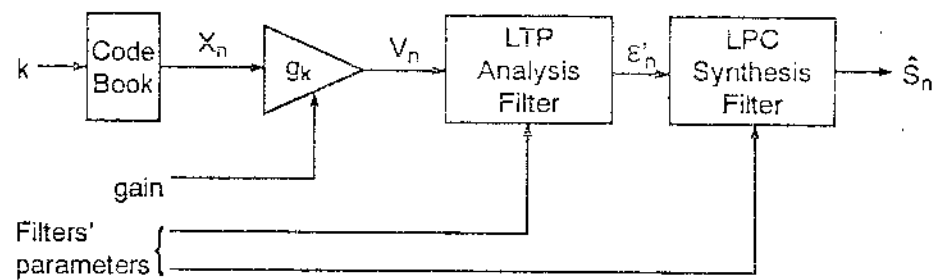 k
Code
Book
Xn
gk
Vn
LTP
Analysis
Filter
ε'n
LPC
Synthesis
Filter
Ŝn
gain
Filters'
parameters